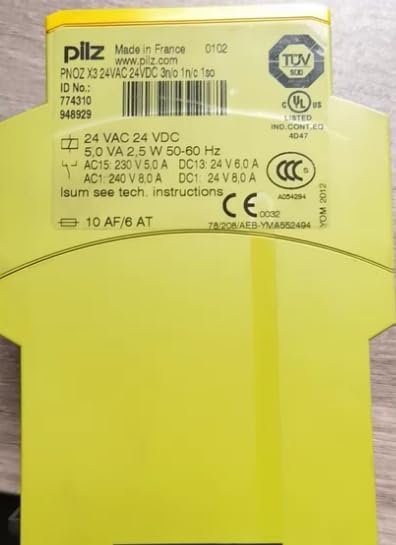 pilz Made in France 0102
www.pilz.com
PNOZ X3 24VAC 24VDC 3n/o 1n/c 1so
ID No.:
774310
948929
TÜV
SÜD
C UL US
LISTED
IND.CONT.EQ
4D47
24 VAC 24 VDC
5,0 VA 2,5 W 50-60 Hz
AC15: 230 V 5,0 A DC13: 24 V 6,0 A
AC1: 240 V 8,0 A DC1: 24 V 8,0 A
Isum see tech. instructions
CCC S
A054294
CE 0032
YOM 2012
10 AF/6 AT
78/208/AEB-YMA552494